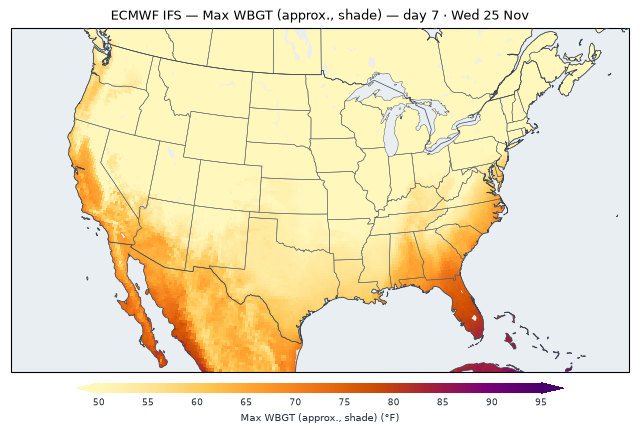 ECMWF IFS — Max WBGT (approx., shade) — day 7 · Wed 25 Nov
50 55 60 65 70 75 80 85 90 95
Max WBGT (approx., shade) (°F)